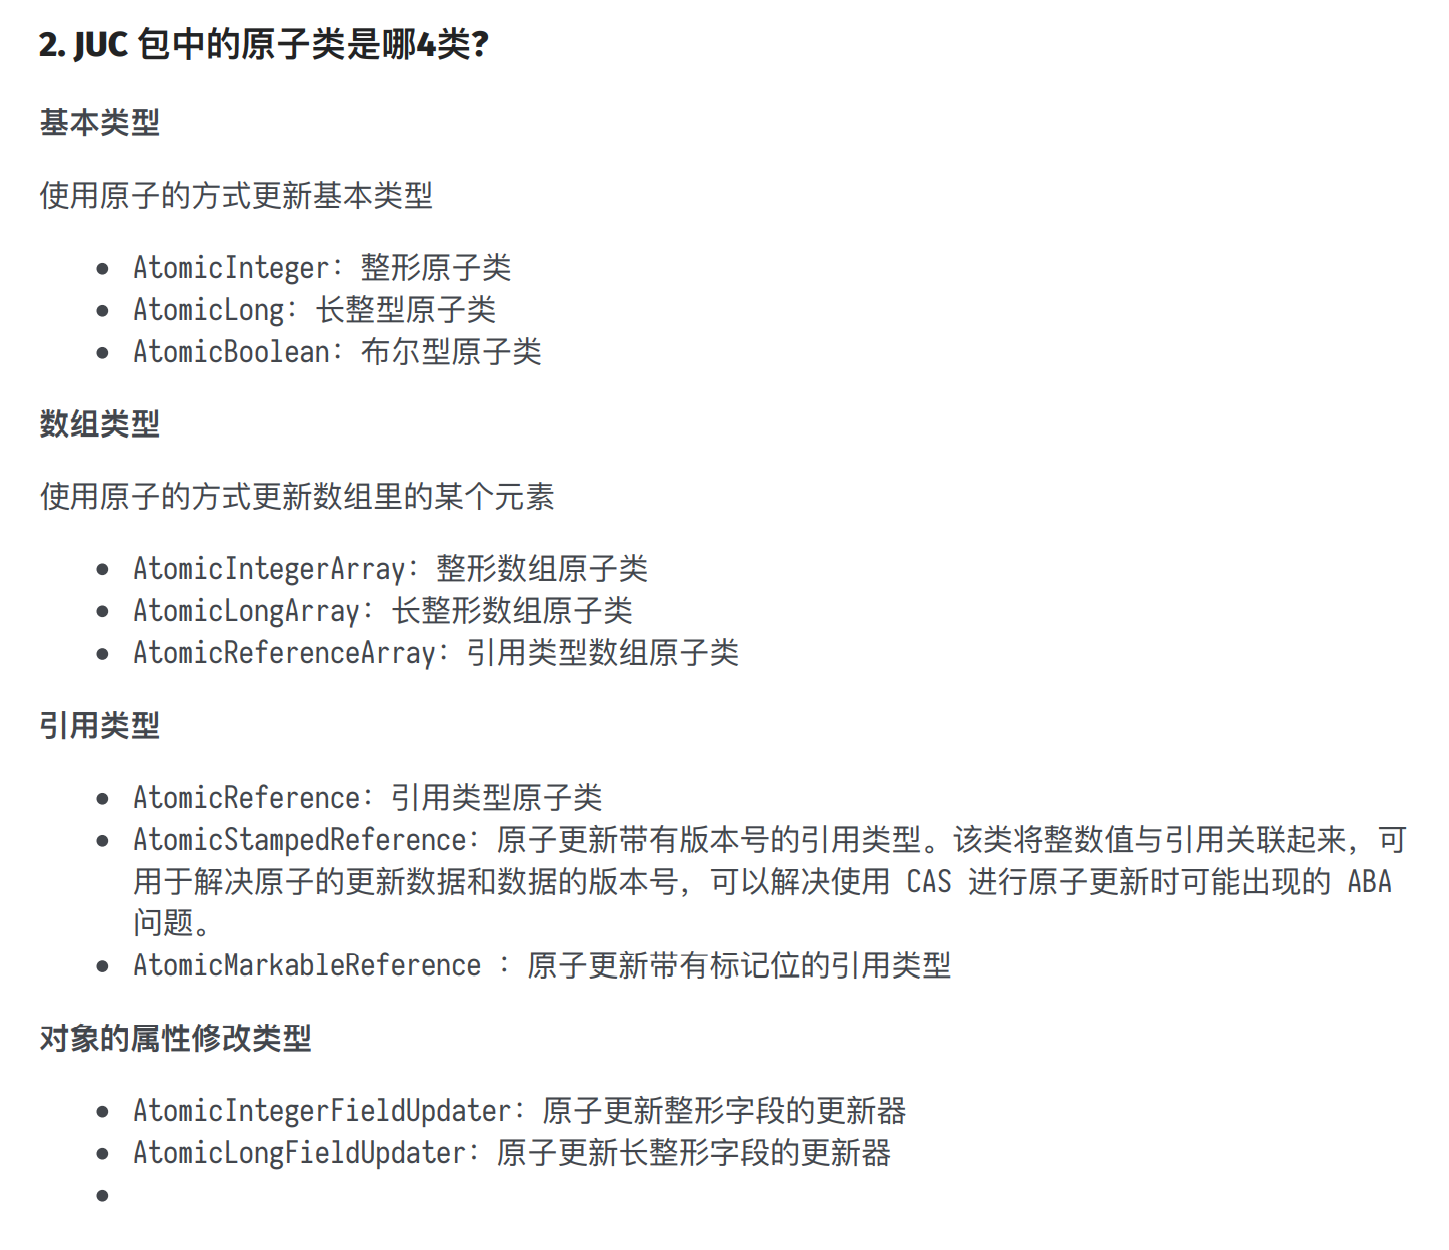 2. JUC 包中的原子类是哪4类?
基本类型
使用原子的方式更新基本类型
AtomicInteger：整形原子类
AtomicLong：长整型原子类
AtomicBoolean：布尔型原子类
数组类型
使用原子的方式更新数组里的某个元素
AtomicIntegerArray：整形数组原子类
AtomicLongArray：长整形数组原子类
AtomicReferenceArray：引用类型数组原子类
引用类型
AtomicReference：引用类型原子类
AtomicStampedReference：原子更新带有版本号的引用类型。该类将整数值与引用关联起来，可
用于解决原子的更新数据和数据的版本号，可以解决使用 CAS 进行原子更新时可能出现的 ABA
问题。
AtomicMarkableReference ：原子更新带有标记位的引用类型
对象的属性修改类型
AtomicIntegerFieldUpdater：原子更新整形字段的更新器
AtomicLongFieldUpdater：原子更新长整形字段的更新器